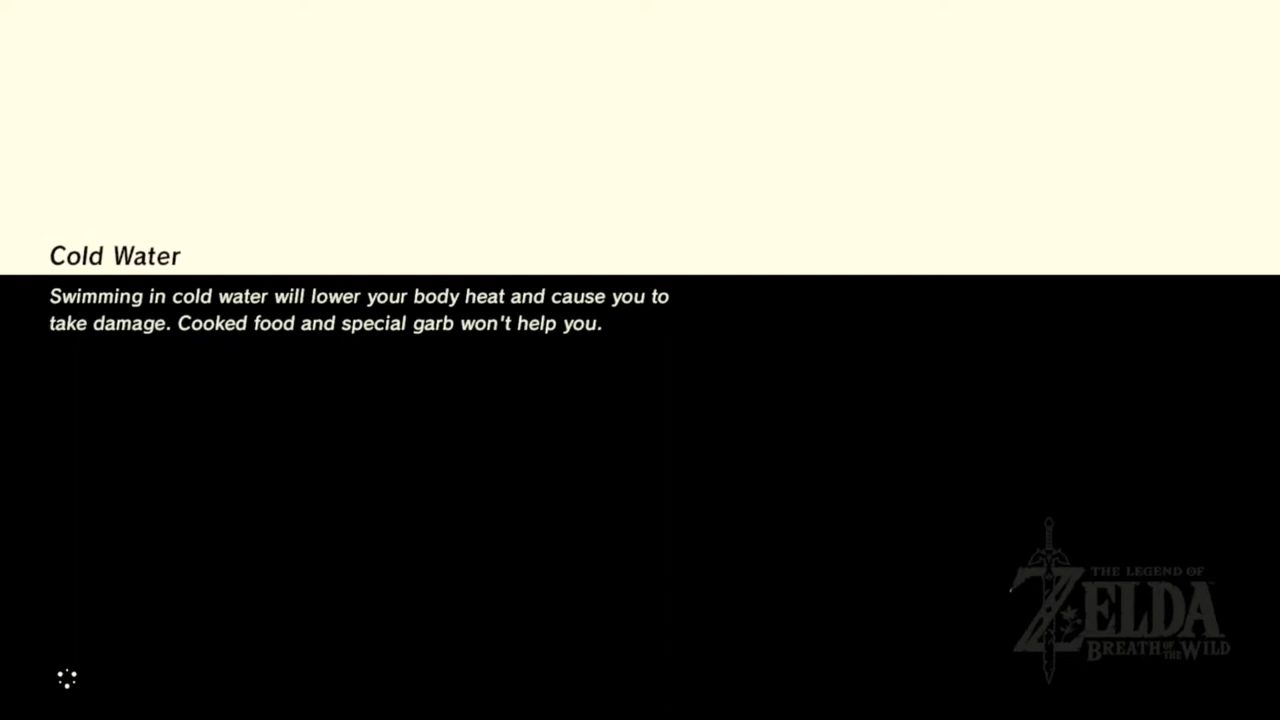 Cold Water
Swimming in cold water will lower your body heat and cause you to
take damage. Cooked food and special garb won't help you.
THE LEGEND OF
ZELDA
BREATH OF THE WILD